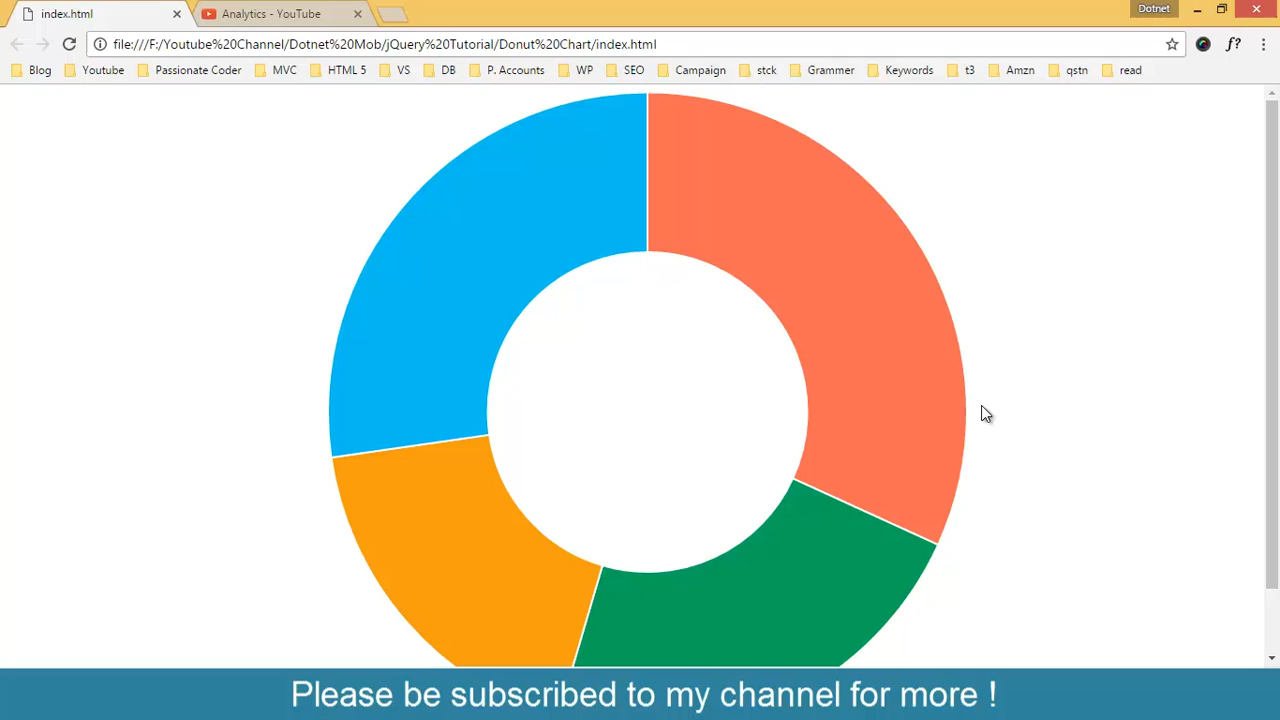 index.html
Analytics - YouTube
Dotnet
file:///F:/Youtube%20Channel/Dotnet%20Mob/jQuery%20Tutorial/Donut%20Chart/index.html
f?
Blog Youtube Passionate Coder MVC HTML 5 VS DB P. Accounts WP SEO Campaign stck Grammer Keywords t3 Amzn qstn read
Please be subscribed to my channel for more !